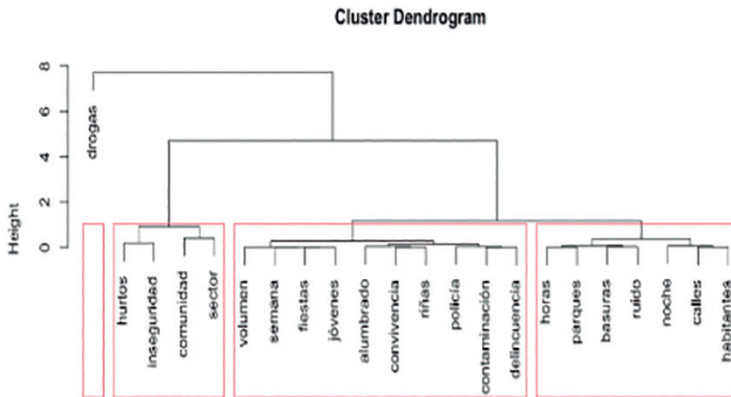 Cluster Dendrogram
Height
8
6
4
2
0
drogas
hurtos
inseguridad
comunidad
sector
volumen
semana
fiestas
jóvenes
alumbrado
convivencia
riñas
policía
contaminación
delincuencia
horas
parques
basuras
ruido
noche
calles
habitantes